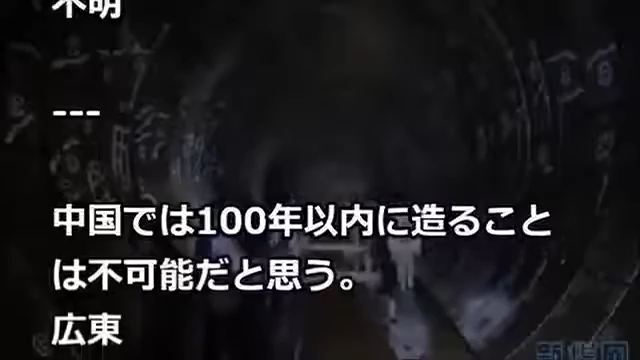 不明
---
中国では100年以内に造ること
は不可能だと思う。
広東